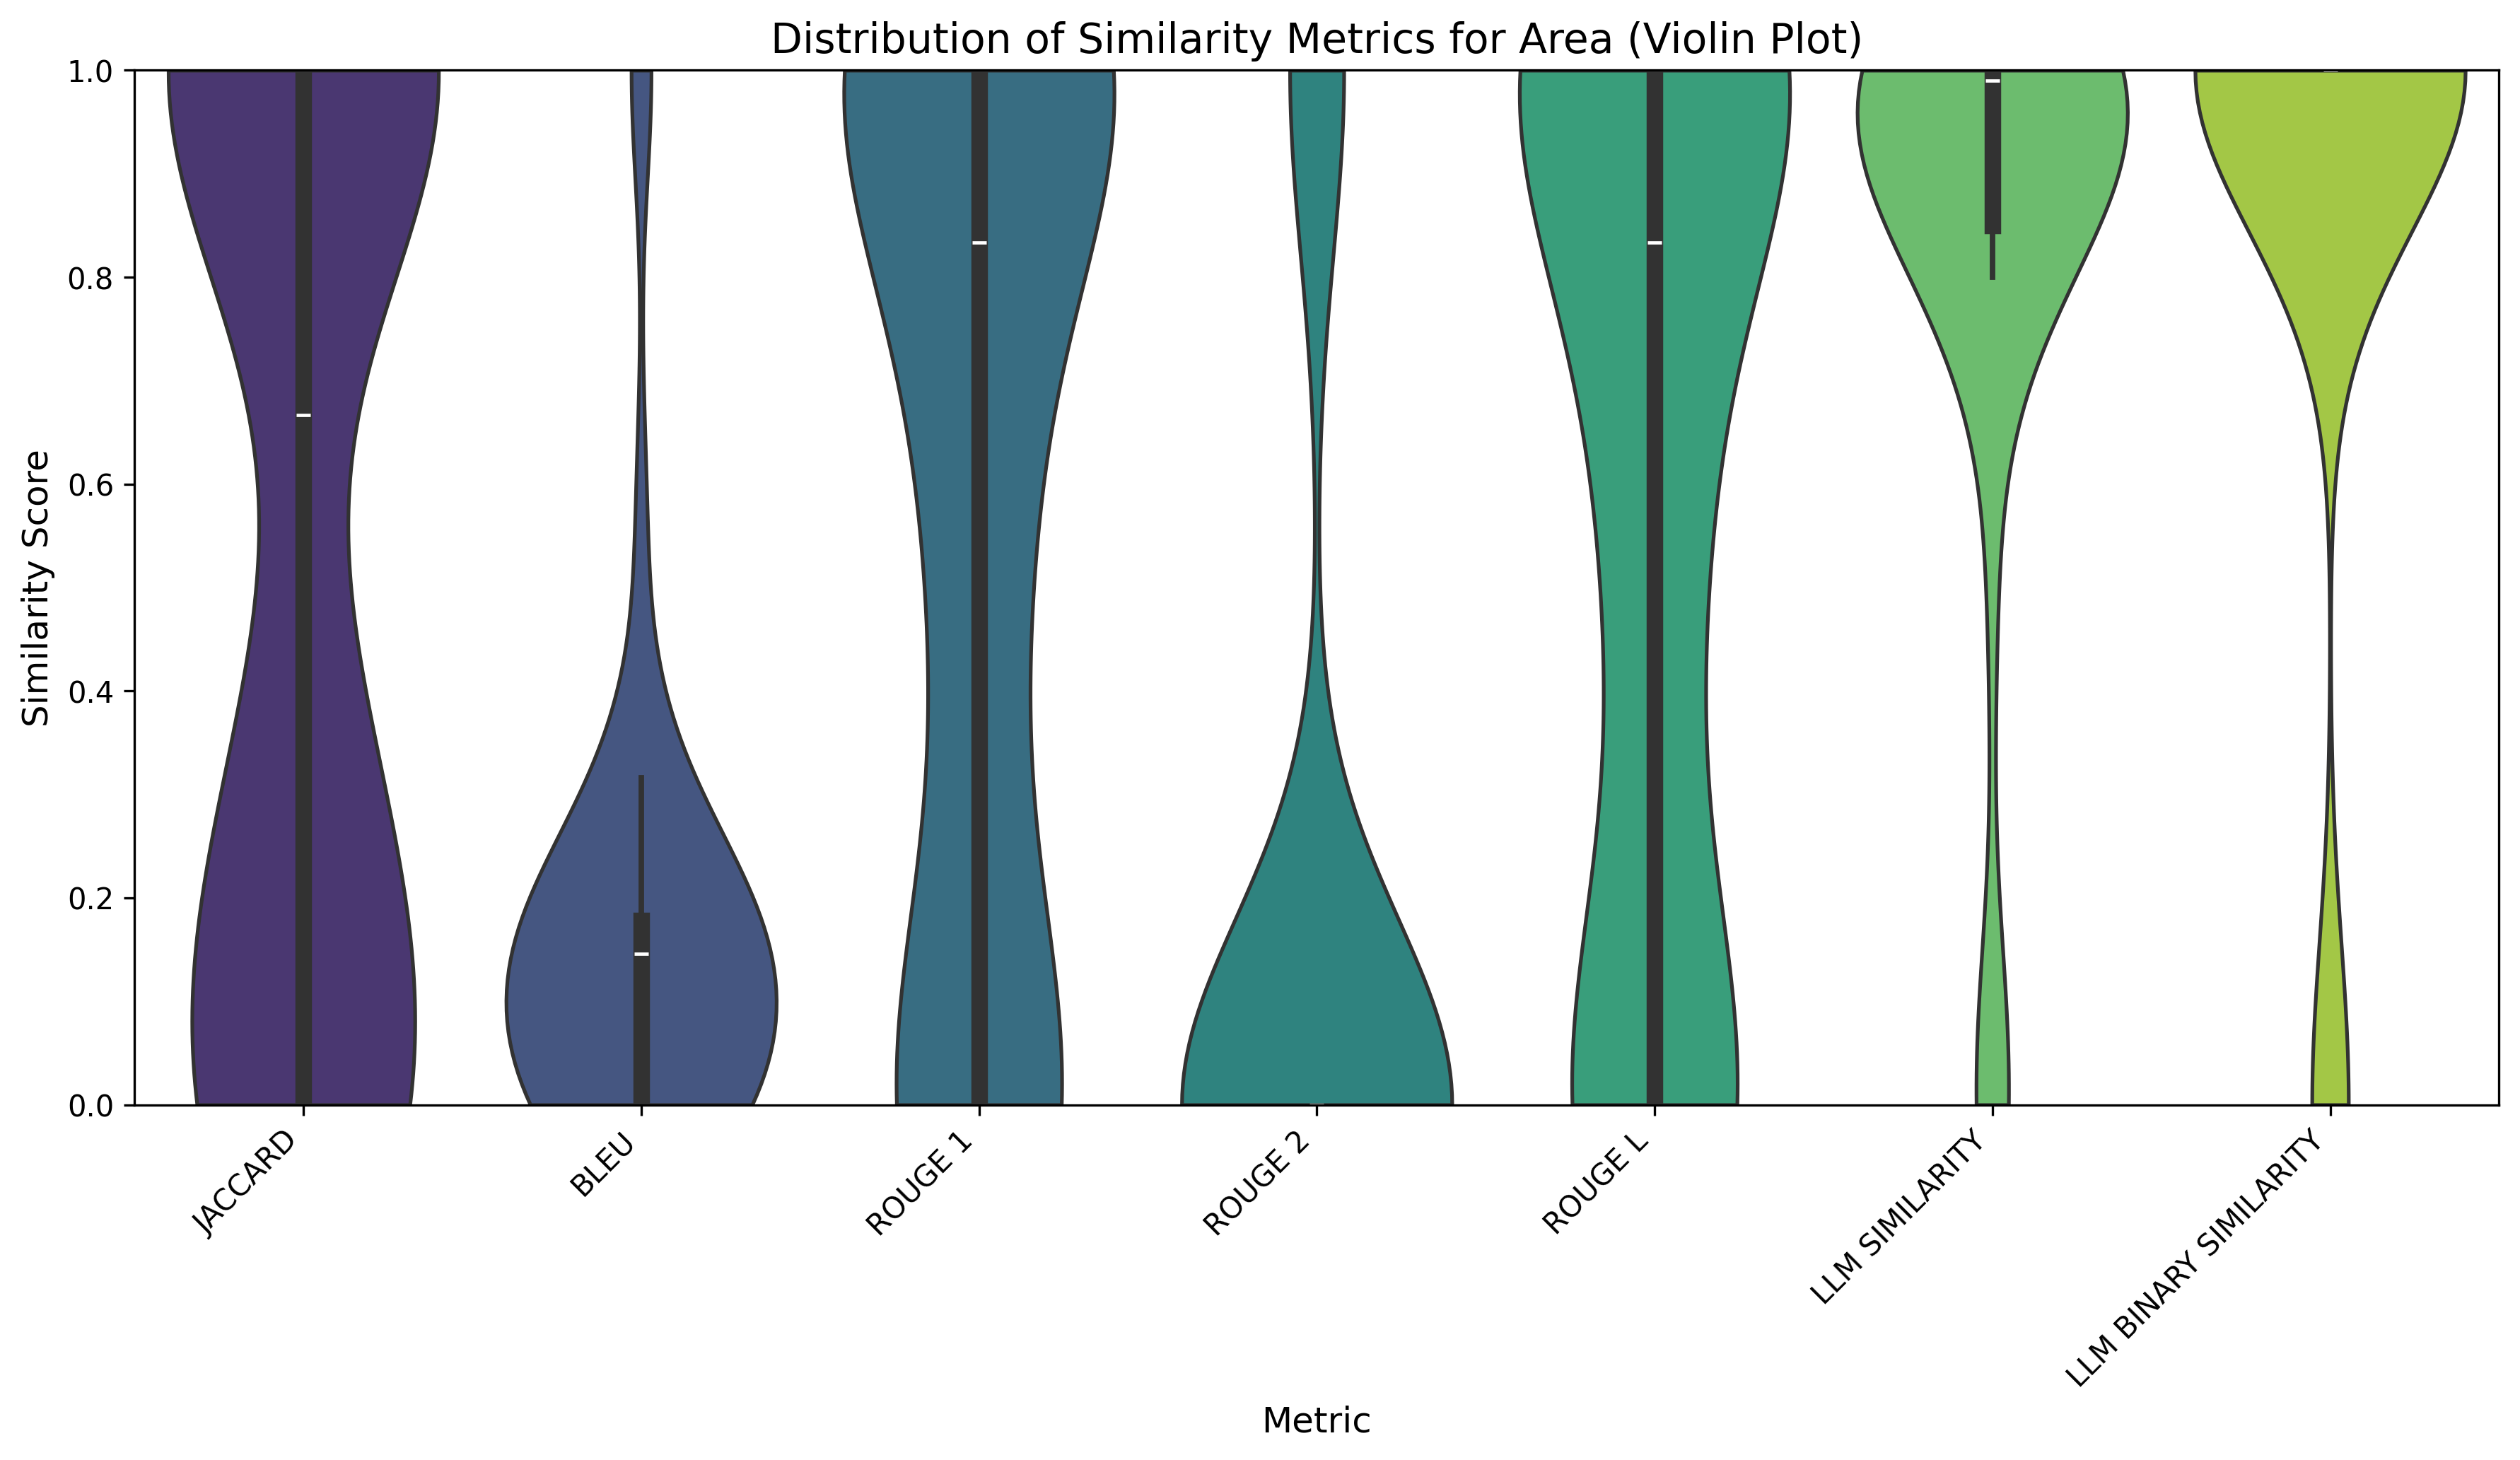 Distribution of Similarity Metrics for Area (Violin Plot)
Similarity Score
1.0
0.8
0.6
0.4
0.2
0.0
JACCARD
BLEU
ROUGE 1
ROUGE 2
ROUGE L
LLM SIMILARITY
LLM BINARY SIMILARITY
Metric